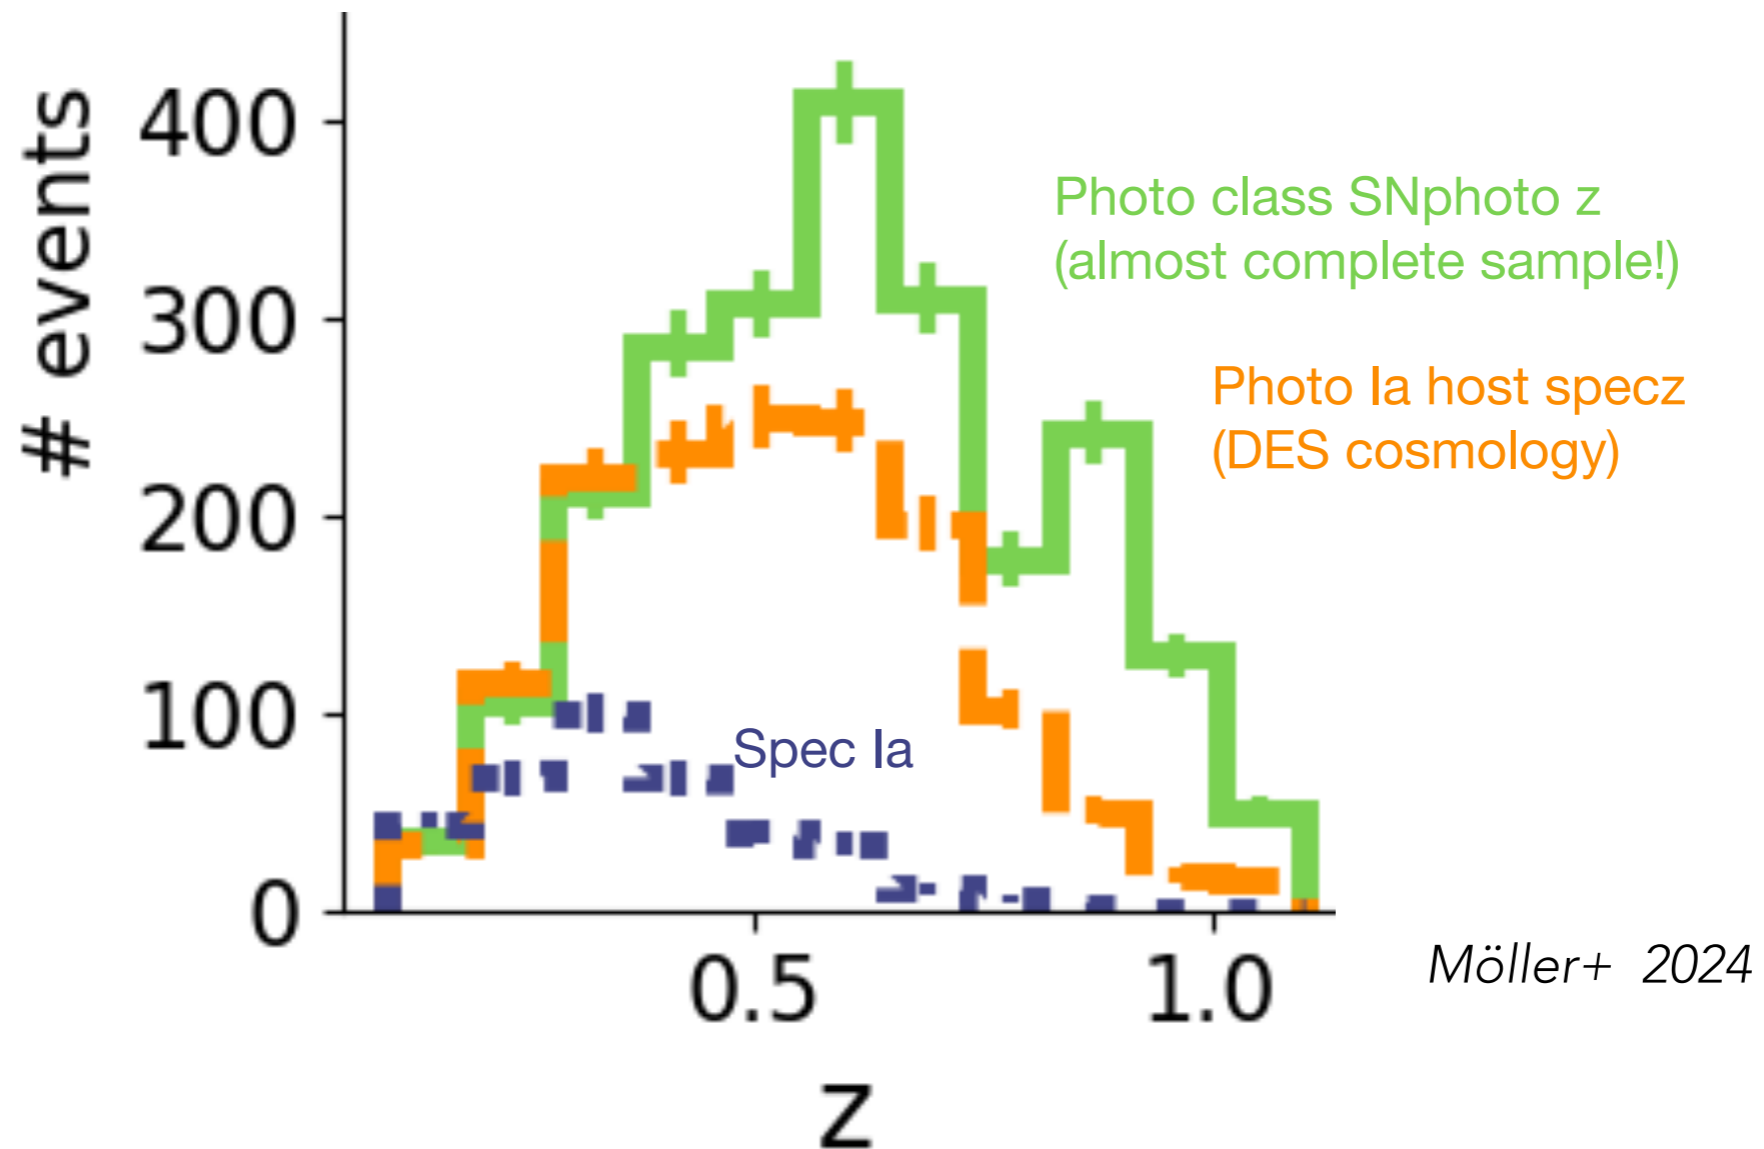 # events
400
300
200
100
0
0.5
1.0
z
Photo class SNphoto z
(almost complete sample!)
Photo Ia host specz
(DES cosmology)
Spec Ia
Möller+ 2024